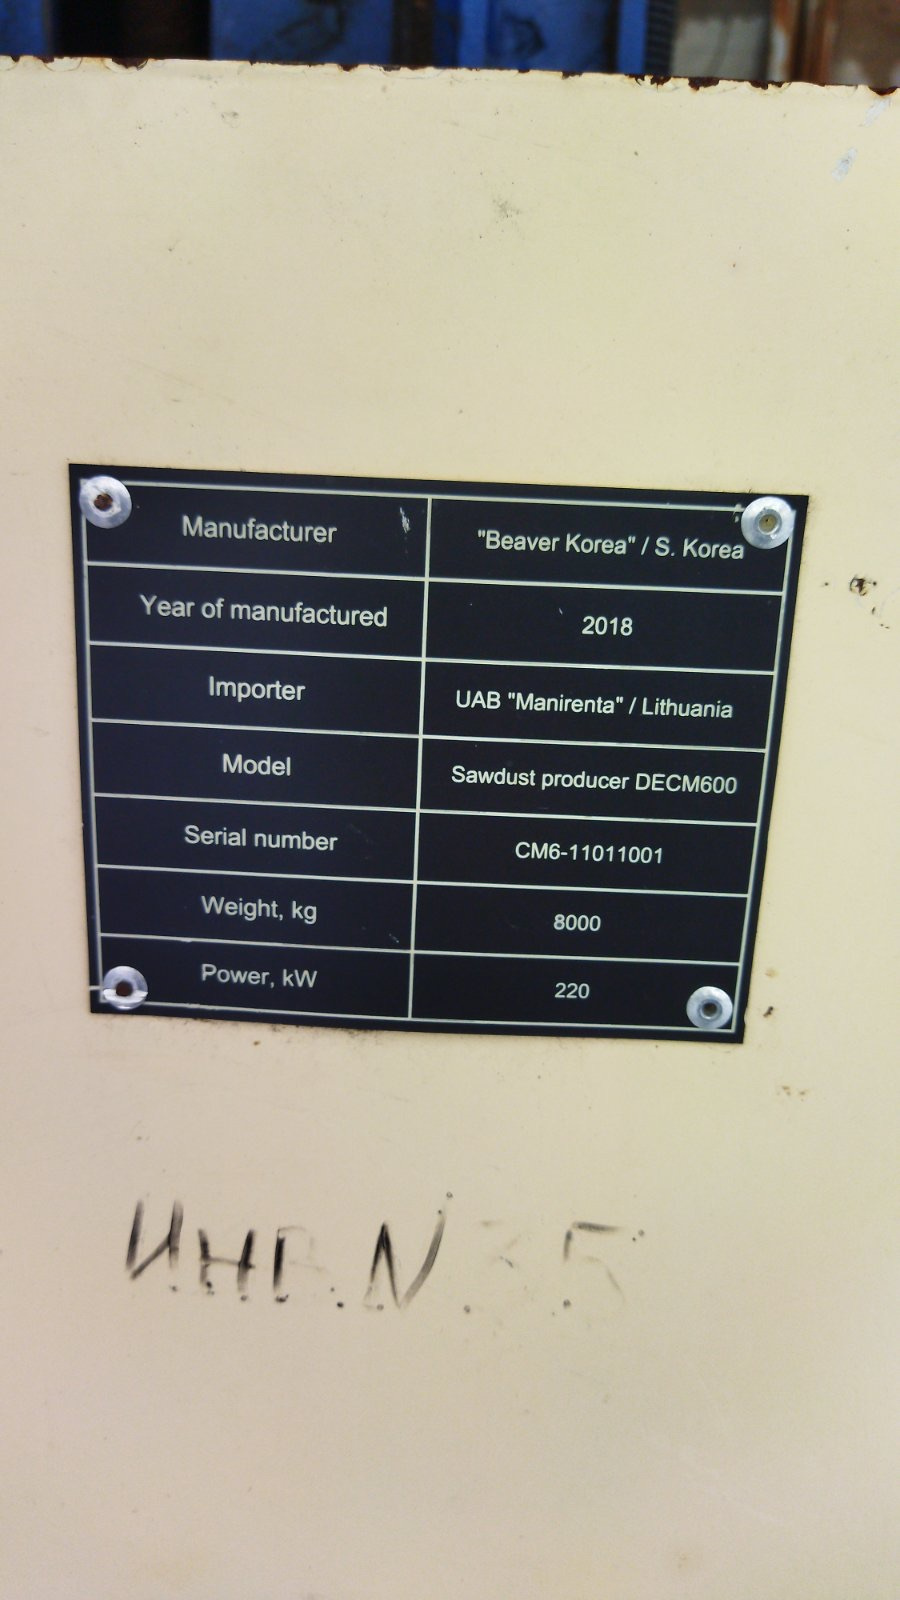 Manufacturer "Beaver Korea" / S. Korea
Year of manufactured 2018
Importer UAB "Manirenta" / Lithuania
Model Sawdust producer DECM600
Serial number CM6-11011001
Weight, kg 8000
Power, kW 220
N 5